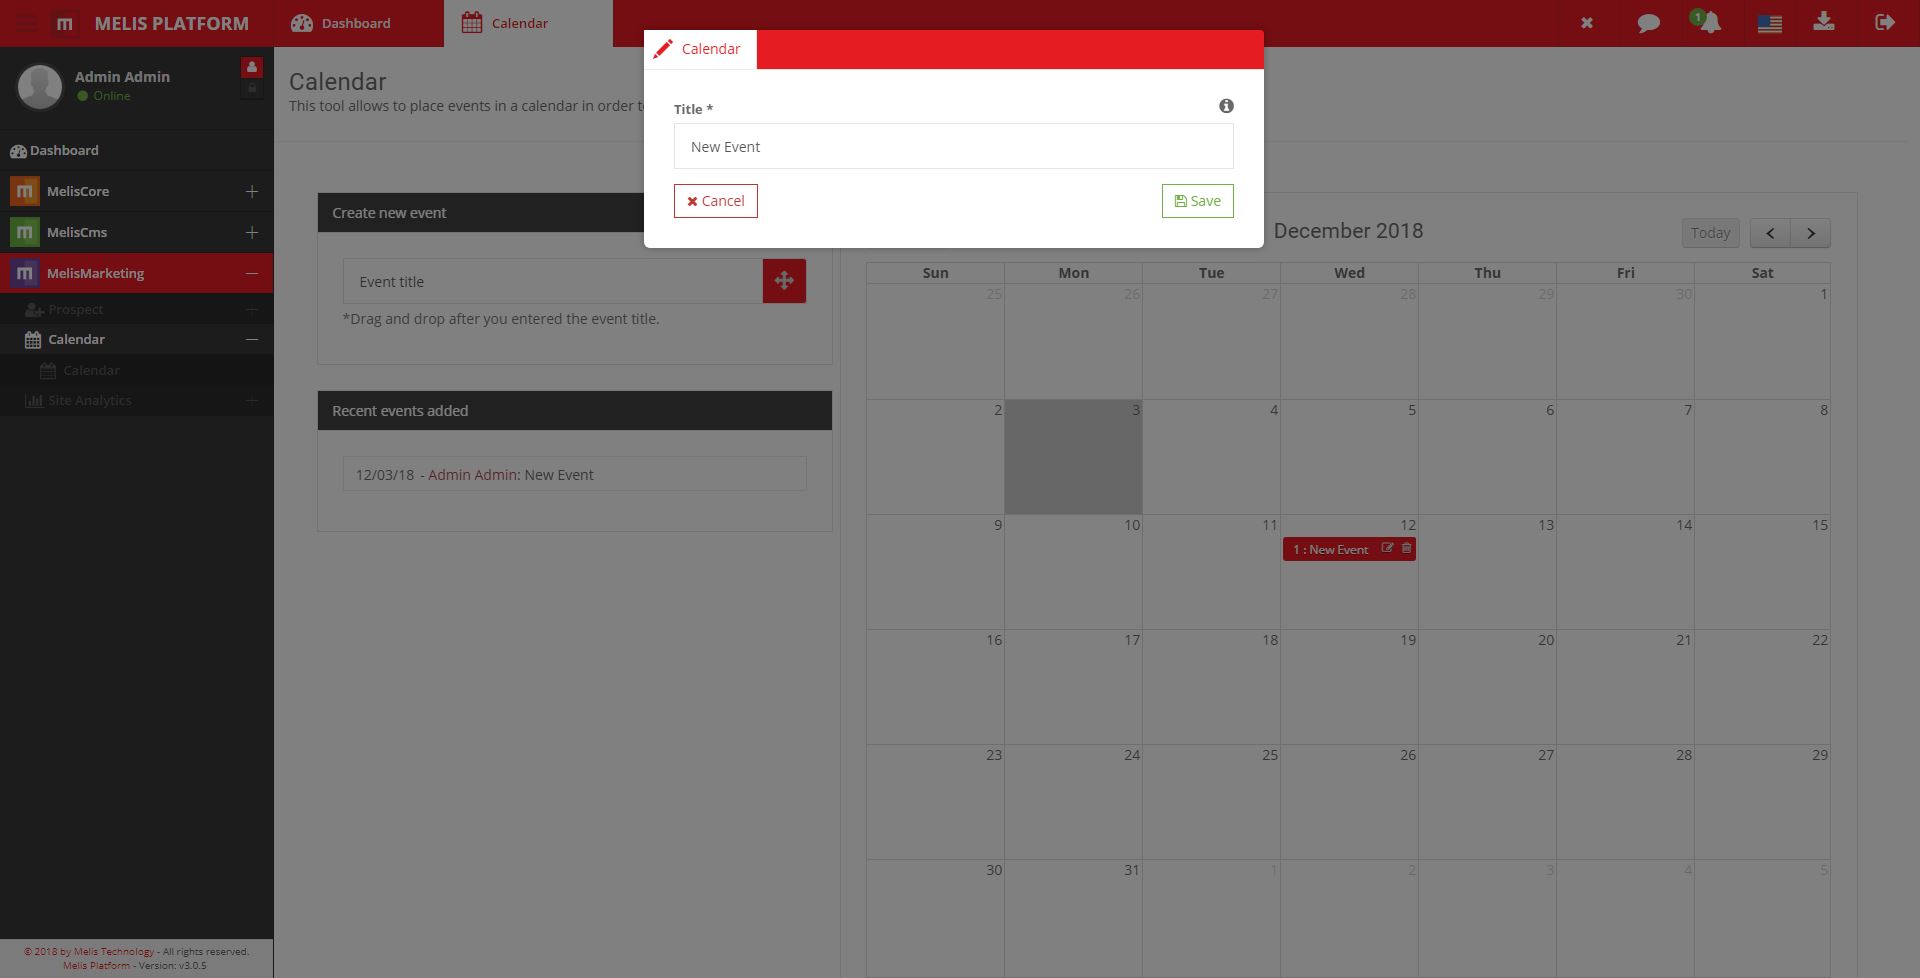 MELIS PLATFORM
Dashboard
Calendar
1
Admin Admin
Online
Dashboard
MelisCore
MelisCms
MelisMarketing
Prospect
Calendar
Calendar
Site Analytics
© 2018 by Melis Technology - All rights reserved.
Melis Platform - Version: v3.0.5
Calendar
This tool allows to place events in a calendar in order t
Calendar
Title *
New Event
Cancel
Save
Create new event
Event title
*Drag and drop after you entered the event title.
Recent events added
12/03/18 - Admin Admin: New Event
December 2018
Today
Sun Mon Tue Wed Thu Fri Sat
25 26 27 28 29 30 1
2 3 4 5 6 7 8
9 10 11 12 13 14 15
1 : New Event
16 17 18 19 20 21 22
23 24 25 26 27 28 29
30 31 1 2 3 4 5